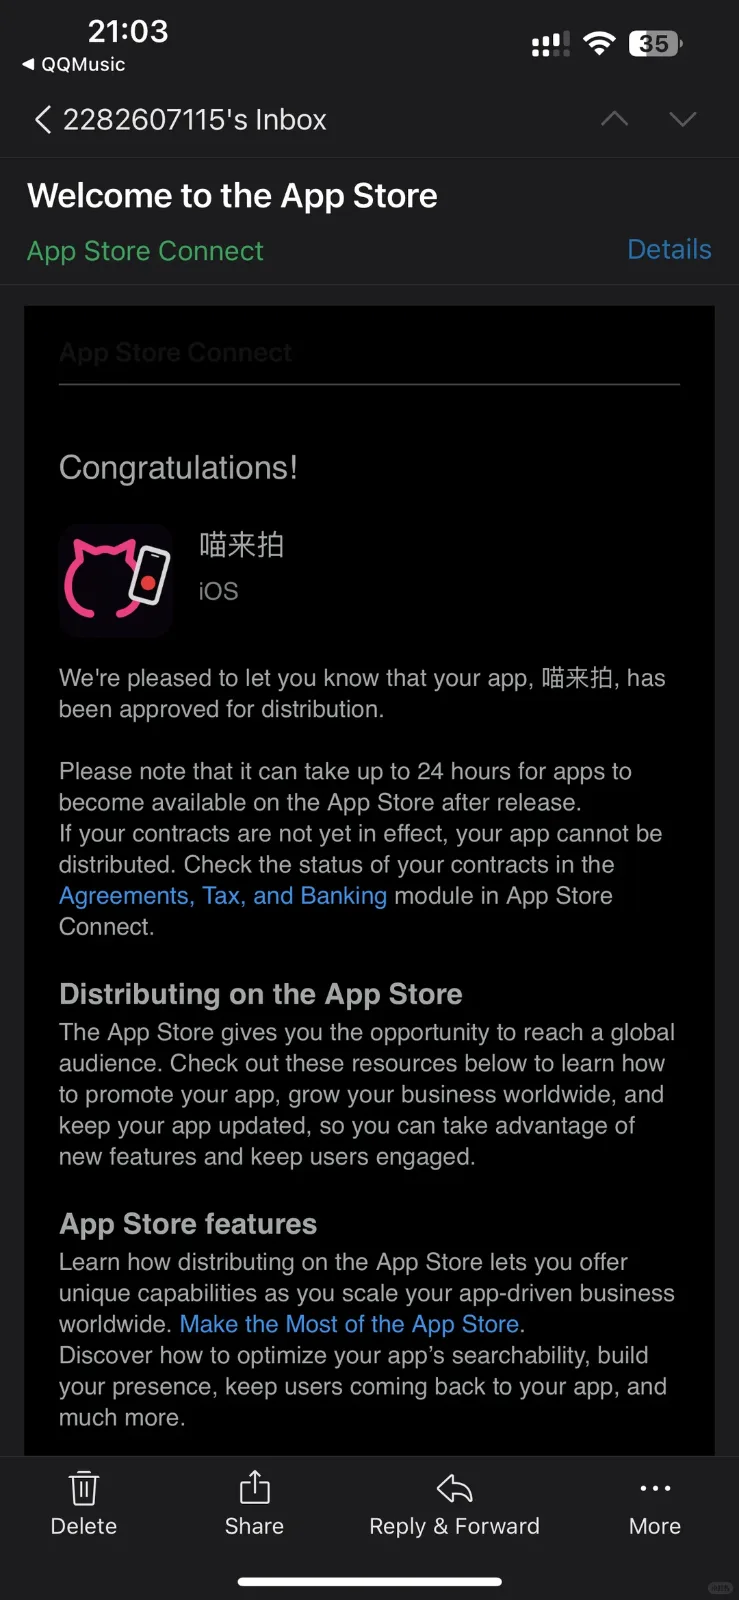 21:03
35
◀ QQMusic
2282607115's Inbox
Welcome to the App Store
App Store Connect
Details
App Store Connect
Congratulations!
喵来拍
iOS
We're pleased to let you know that your app, 喵来拍, has
been approved for distribution.
Please note that it can take up to 24 hours for apps to
become available on the App Store after release.
If your contracts are not yet in effect, your app cannot be
distributed. Check the status of your contracts in the
Agreements, Tax, and Banking module in App Store
Connect.
Distributing on the App Store
The App Store gives you the opportunity to reach a global
audience. Check out these resources below to learn how
to promote your app, grow your business worldwide, and
keep your app updated, so you can take advantage of
new features and keep users engaged.
App Store features
Learn how distributing on the App Store lets you offer
unique capabilities as you scale your app-driven business
worldwide. Make the Most of the App Store.
Discover how to optimize your app’s searchability, build
your presence, keep users coming back to your app, and
much more.
Delete
Share
Reply & Forward
More